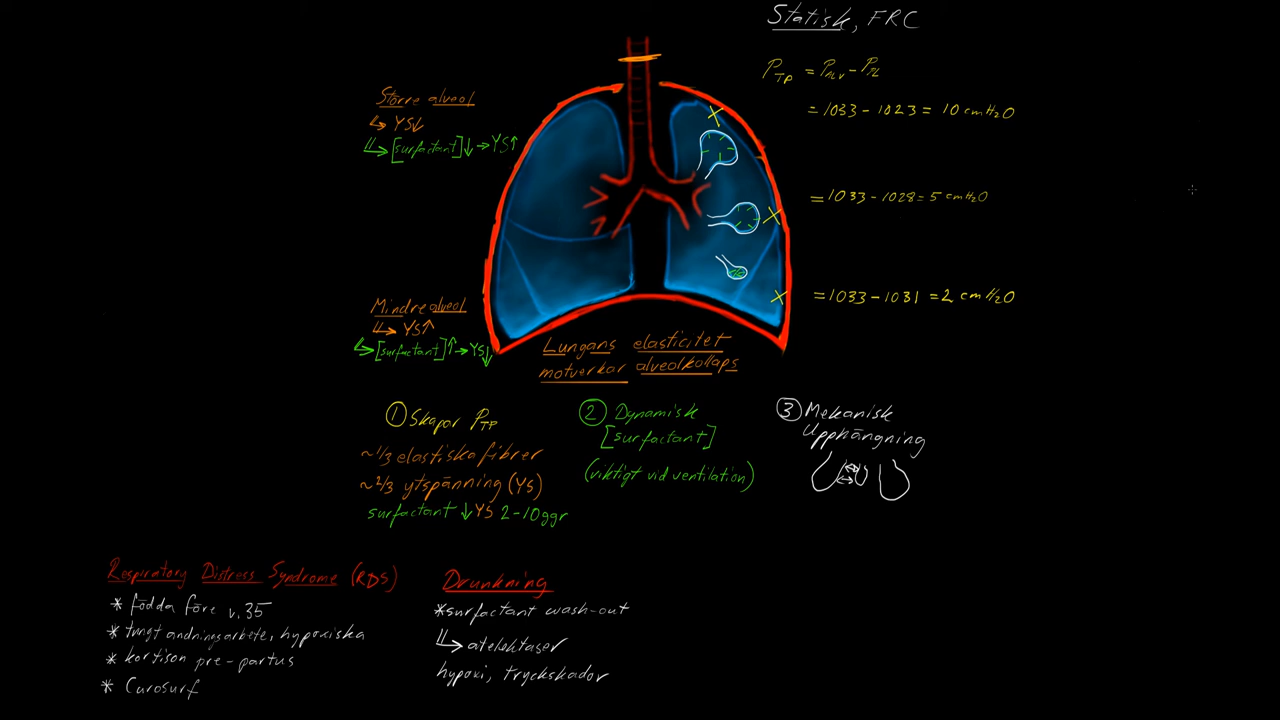 Statisk, FRC
P_TP = P_ALV - P_PL
= 1033 - 1023 = 10 cmH2O
= 1033 - 1028 = 5 cmH2O
= 1033 - 1031 = 2 cmH2O
Större alveol
↳ YS↓
↳ [surfactant]↓ → YS↑
Mindre alveol
↳ YS↑
↳ [surfactant]↑ → YS↓
Lungans elasticitet
motverkar alveolkollaps
① Skapar P_TP
~1/3 elastiska fibrer
~2/3 ytspänning (YS)
surfactant ↓ YS 2-10ggr
② Dynamisk
[surfactant]
(viktigt vid ventilation)
③ Mekanisk
Upphängning
Respiratory Distress Syndrome (RDS)
* födda före v.35
* tungt andningsarbete, hypoxiska
* kortison pre-partus
* Curosurf
Drunkning
* surfactant wash-out
↳ atelektaser
hypoxi, tryckskador